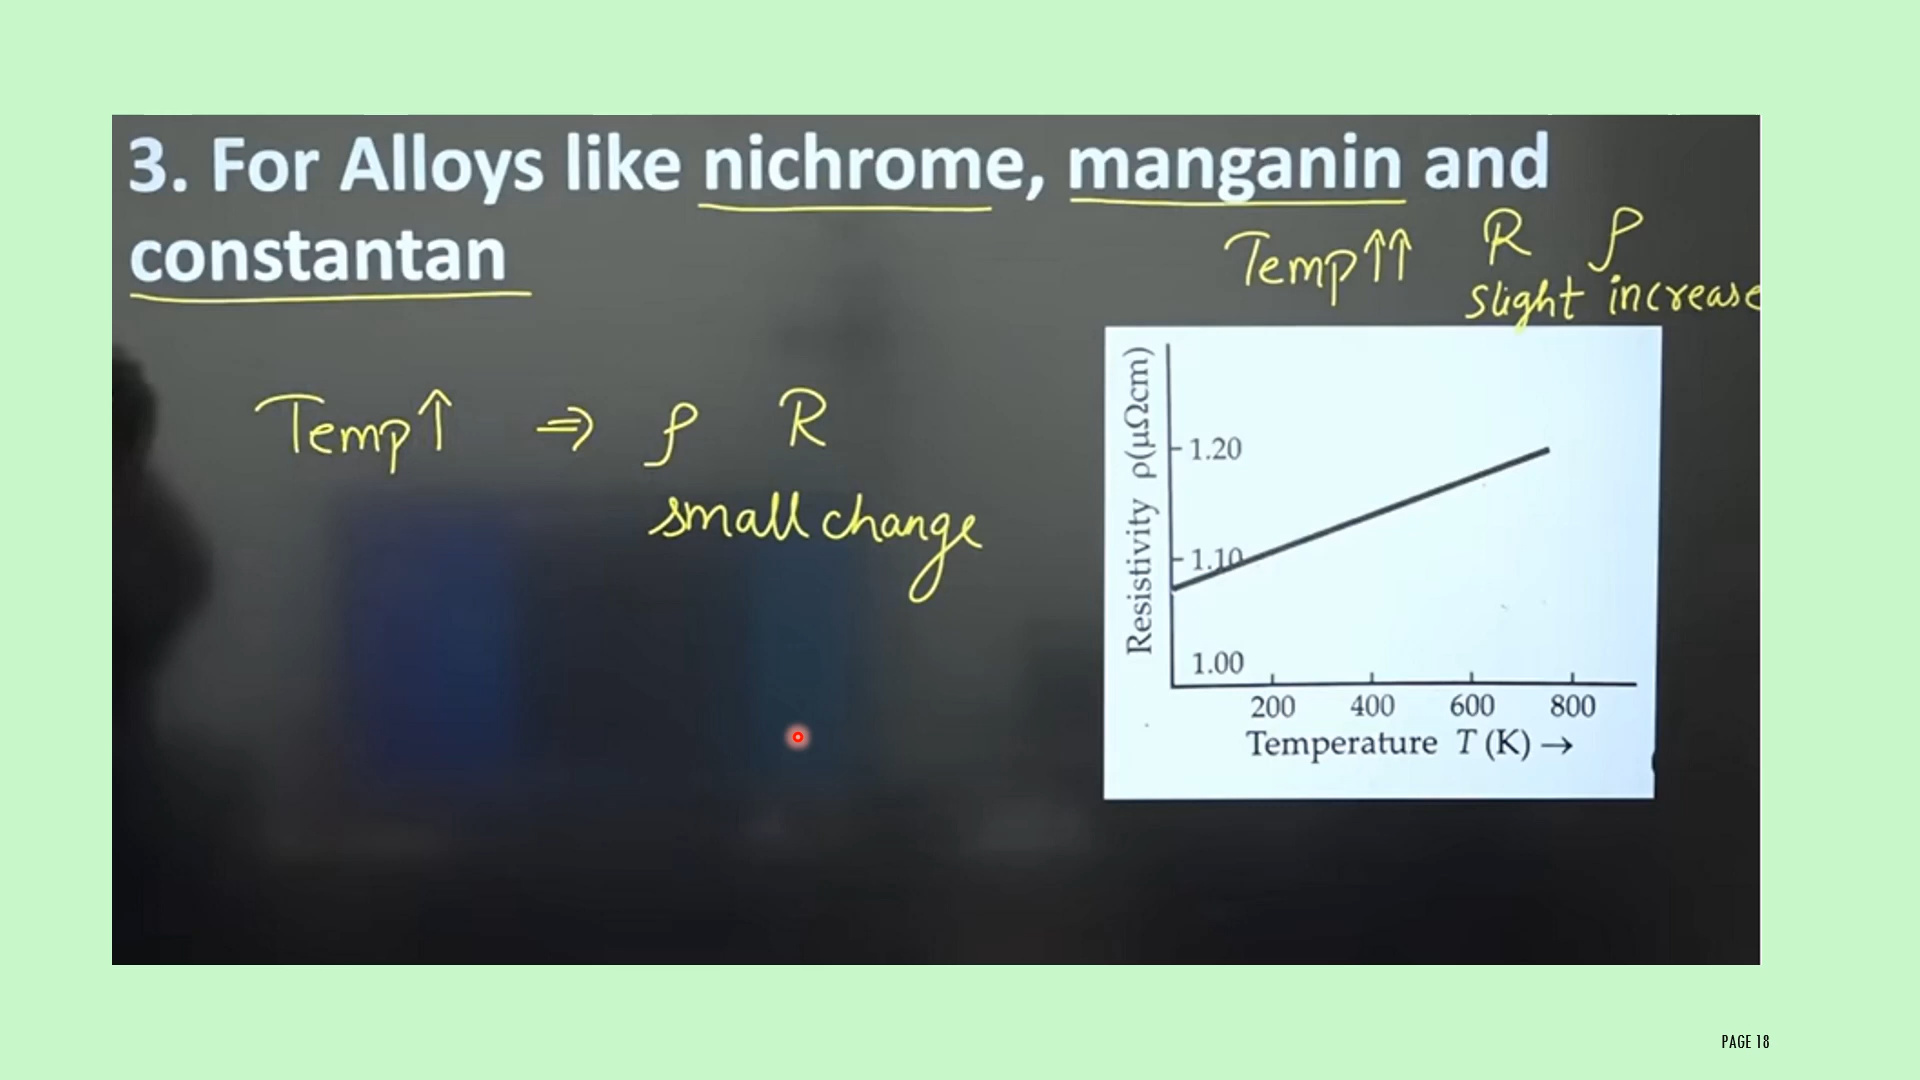 3. For Alloys like nichrome, manganin and
constantan
Temp↑↑ R ρ
slight increase
Temp↑ ⇒ ρ R
small change
Resistivity ρ(μΩcm)
1.20
1.10
1.00
200 400 600 800
Temperature T (K) →
PAGE 18